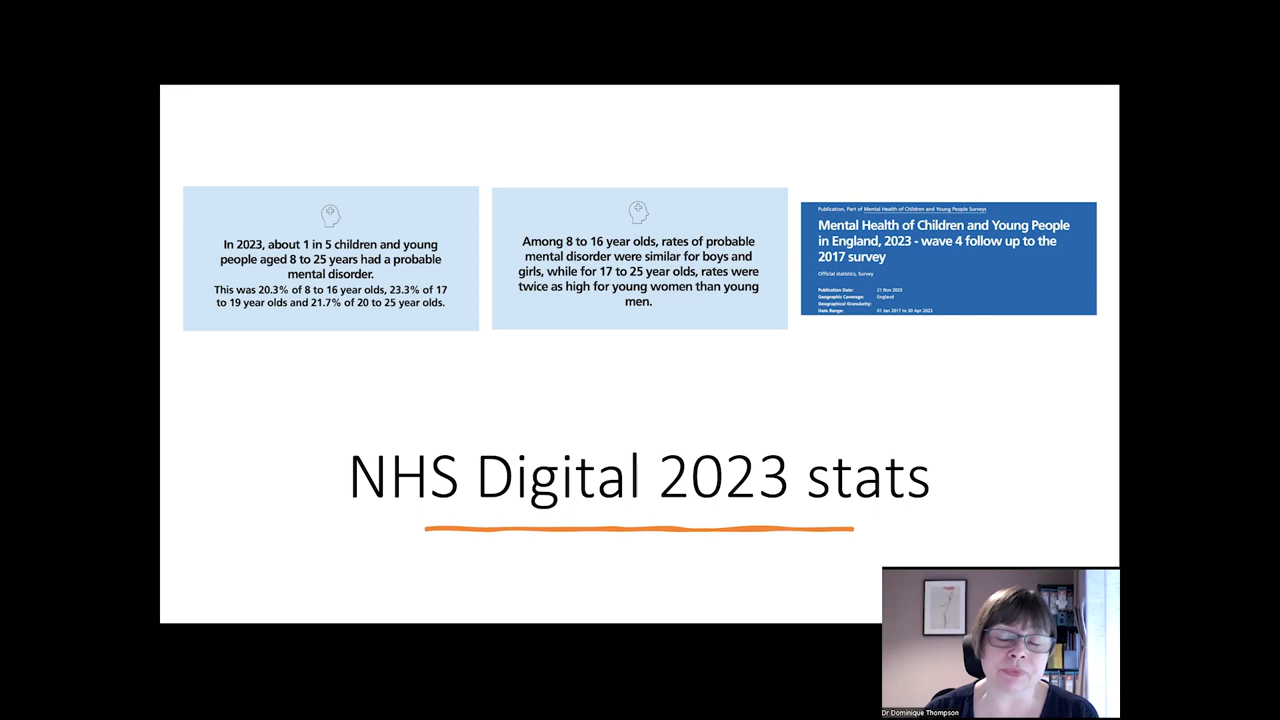 In 2023, about 1 in 5 children and young
people aged 8 to 25 years had a probable
mental disorder.
This was 20.3% of 8 to 16 year olds, 23.3% of 17
to 19 year olds and 21.7% of 20 to 25 year olds.
Among 8 to 16 year olds, rates of probable
mental disorder were similar for boys and
girls, while for 17 to 25 year olds, rates were
twice as high for young women than young
men.
Publication, Part of Mental Health of Children and Young People Surveys
Mental Health of Children and Young People
in England, 2023 - wave 4 follow up to the
2017 survey
Official statistics, Survey
Publication Date: 21 Nov 2023
Geographic Coverage: England
Geographical Granularity:
Date Range: 01 Jan 2017 to 30 Apr 2023
NHS Digital 2023 stats
Dr Dominique Thompson